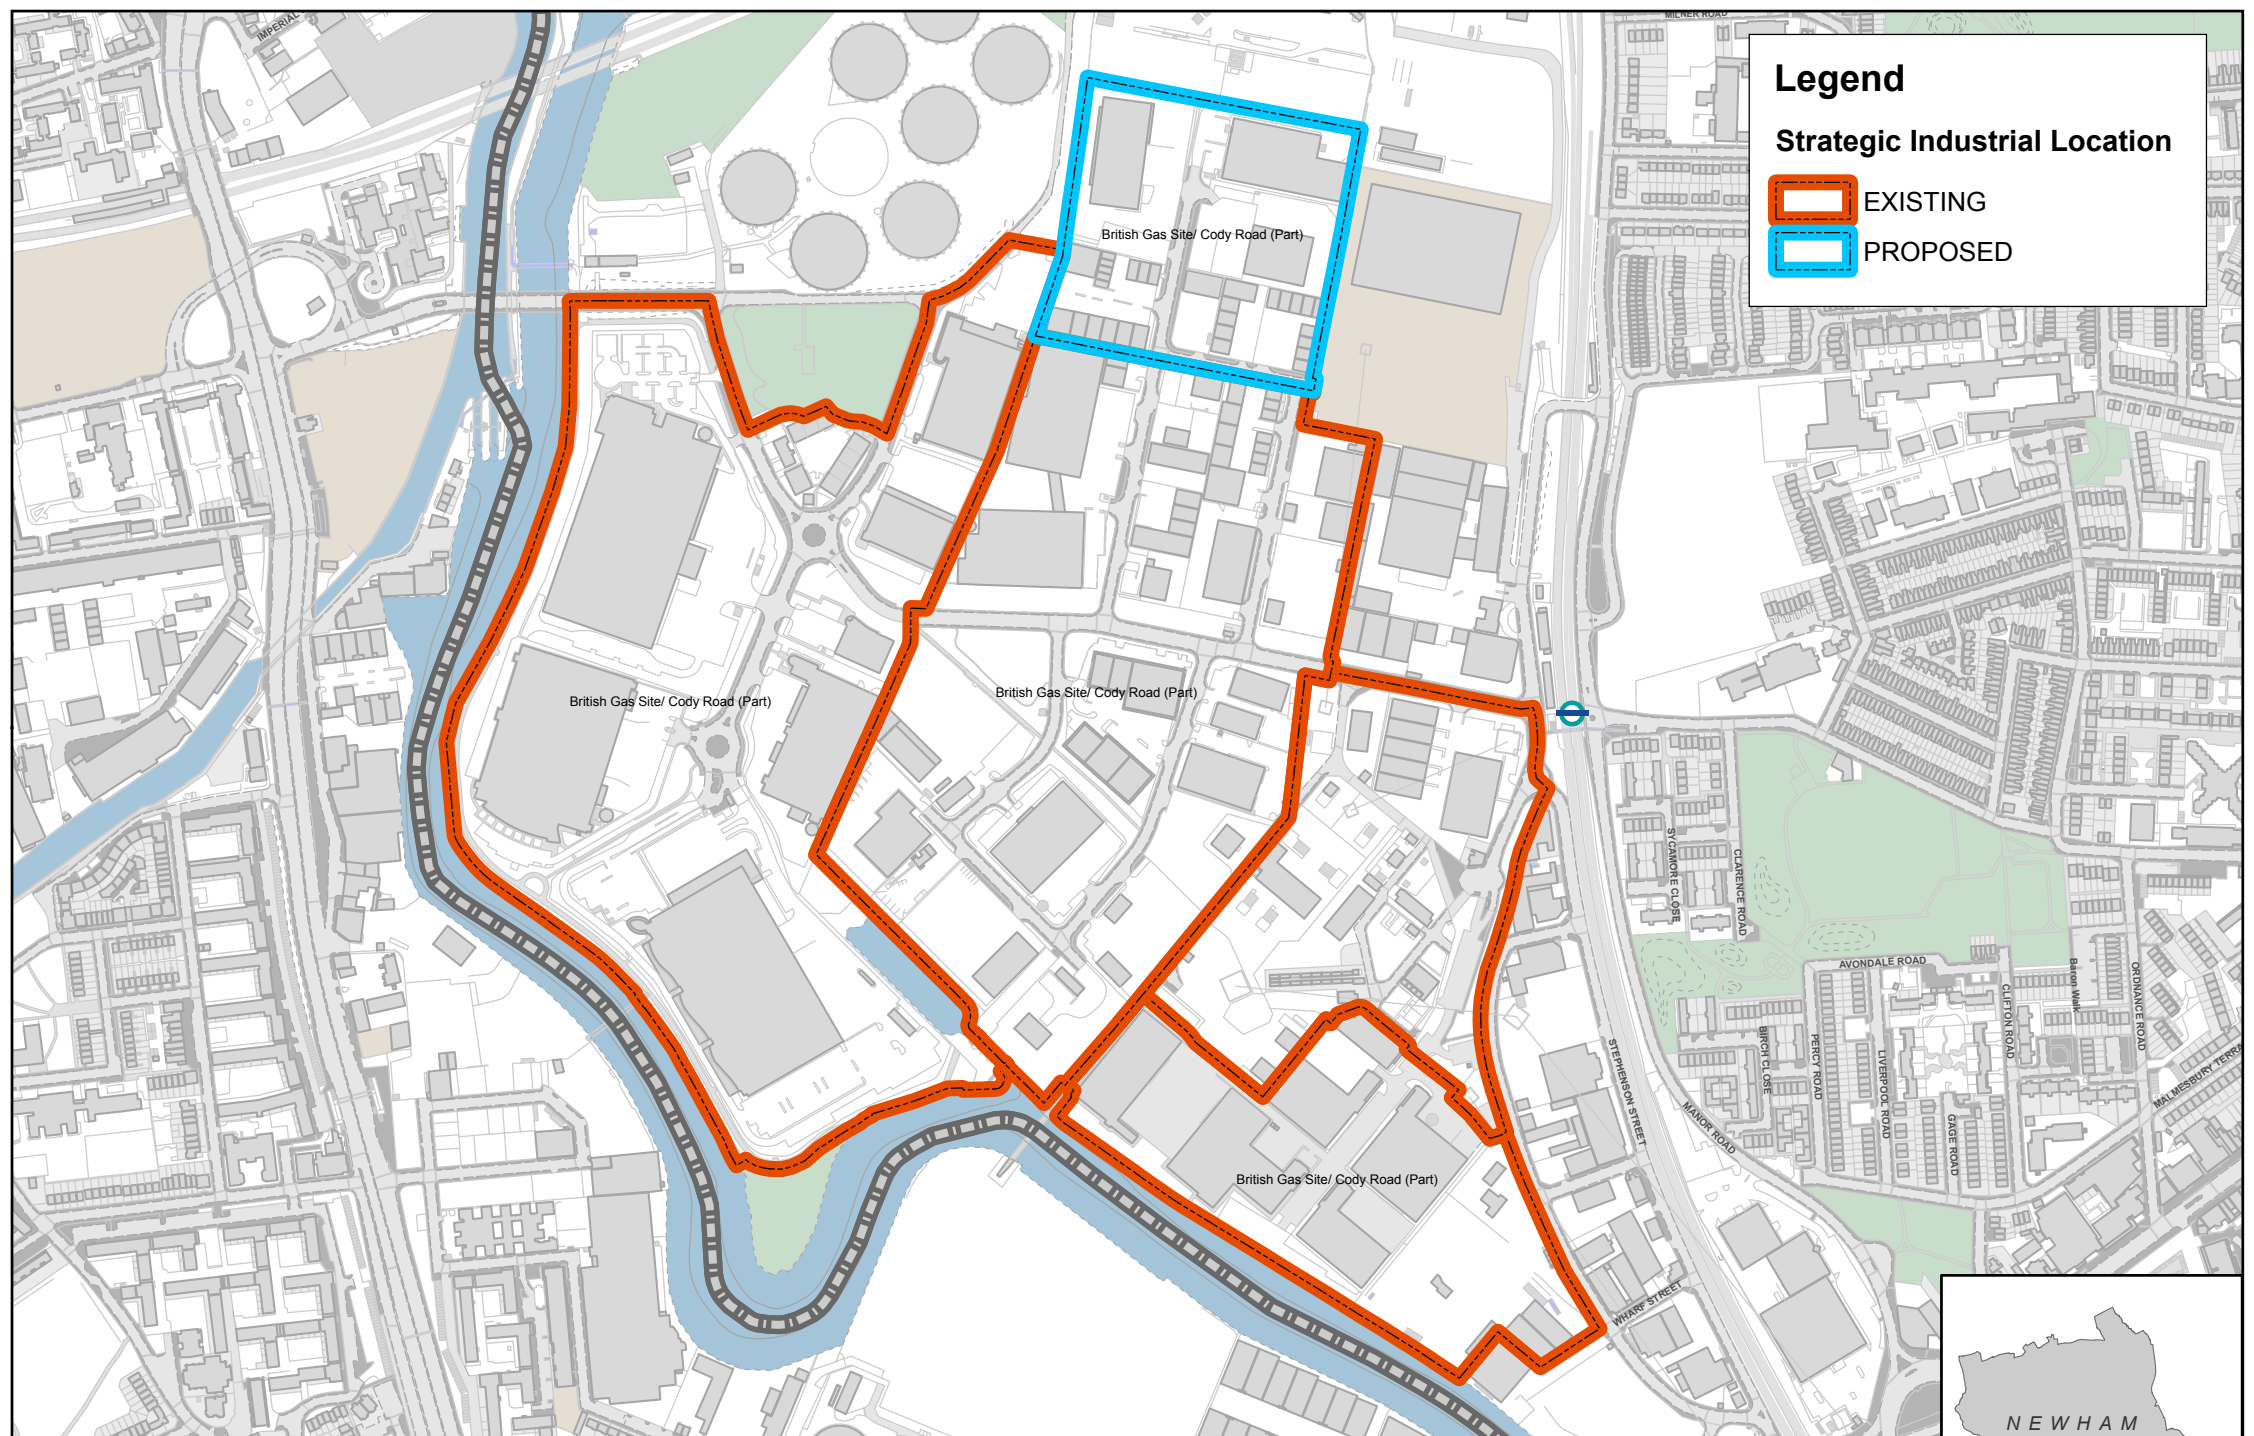 IMPERIAL
MILNER ROAD
Legend
Strategic Industrial Location
EXISTING
PROPOSED
British Gas Site/ Cody Road (Part)
British Gas Site/ Cody Road (Part)
British Gas Site/ Cody Road (Part)
SYCAMORE CLOSE
CLARENCE ROAD
AVONDALE ROAD
Baron Walk
ORDNANCE ROAD
CLIFTON ROAD
BIRCH CLOSE
PERCY ROAD
LIVERPOOL ROAD
GAGE ROAD
STEPHENSON STREET
MANOR ROAD
MALMESBURY TERRA
British Gas Site/ Cody Road (Part)
WHARF STREET
NEWHAM